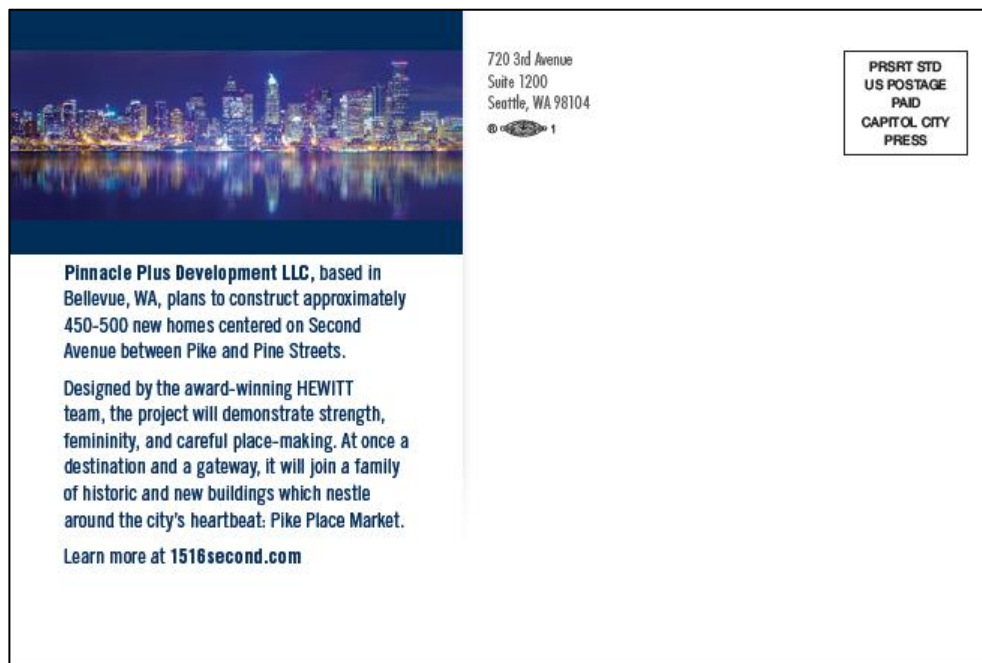 Pinnacle Plus Development LLC, based in
Bellevue, WA, plans to construct approximately
450-500 new homes centered on Second
Avenue between Pike and Pine Streets.
Designed by the award-winning HEWITT
team, the project will demonstrate strength,
femininity, and careful place-making. At once a
destination and a gateway, it will join a family
of historic and new buildings which nestle
around the city's heartbeat: Pike Place Market.
Learn more at 1516second.com
720 3rd Avenue
Suite 1200
Seattle, WA 98104
® 1
PRSRT STD
US POSTAGE
PAID
CAPITOL CITY
PRESS